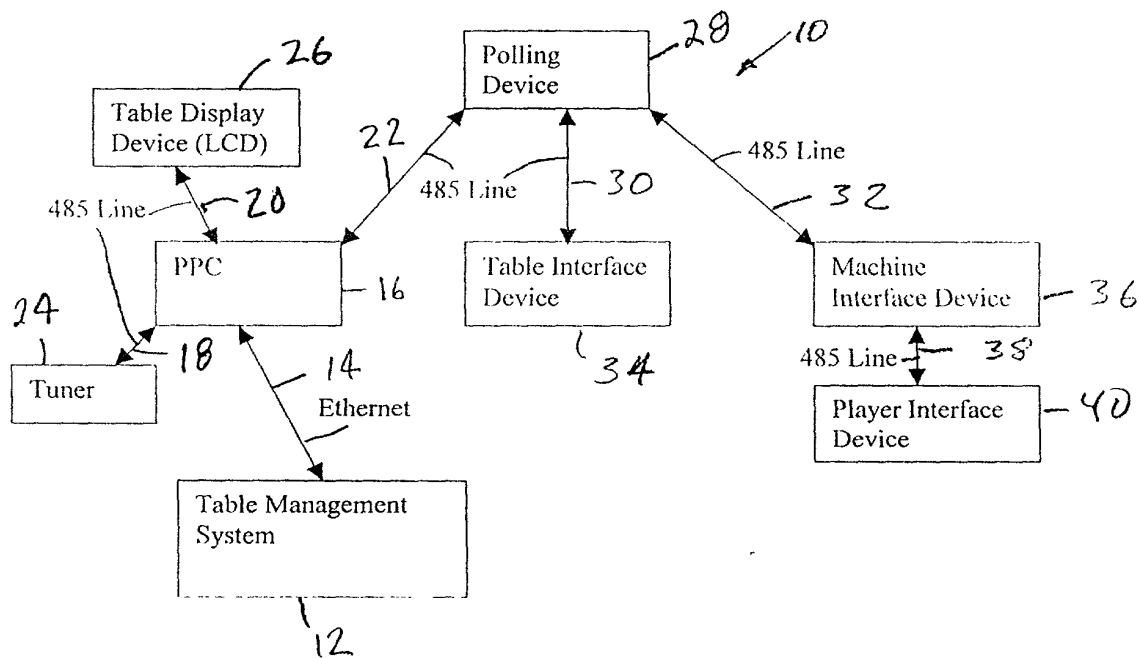 26
Table Display
Device (LCD)
Polling
Device
28
10
22
485 Line
20
485 Line
30
485 Line
32
PPC
16
Table Interface
Device
34
Machine
Interface Device
36
24
18
Tuner
14
Ethernet
485 Line
38
Player Interface
Device
40
Table Management
System
12